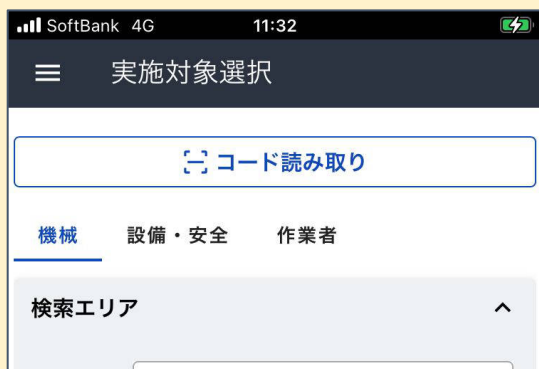 SoftBank 4G 11:32
実施対象選択
コード読み取り
機械 設備・安全 作業者
検索エリア